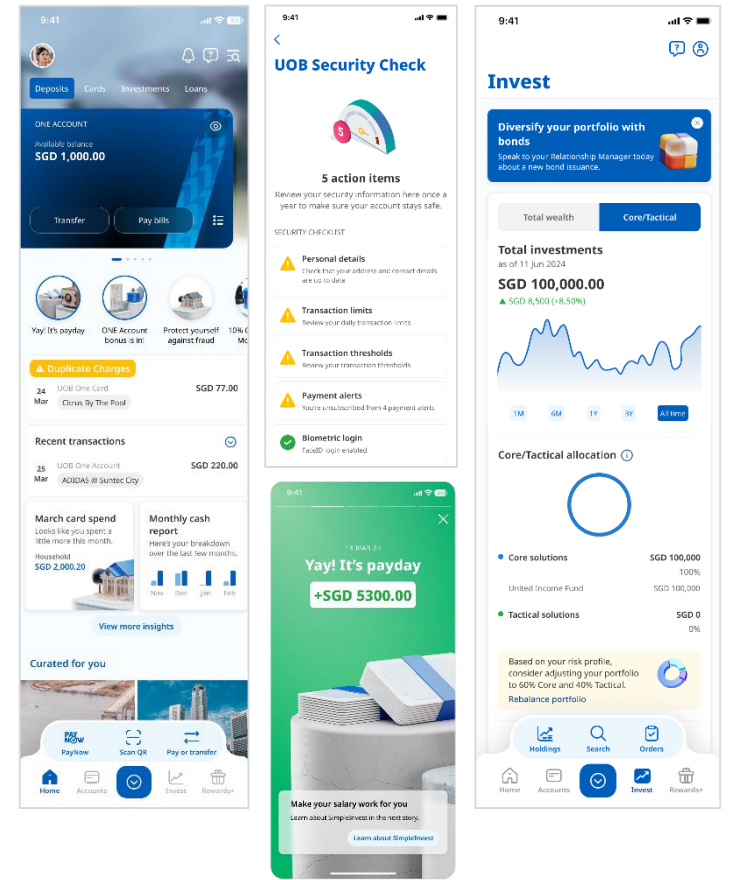 9:41
Deposits Cards Investments Loans
ONE ACCOUNT
Available balance
SGD 1,000.00
Transfer Pay bills
Yay! It's payday
ONE Account
bonus is in!
Protect yourself
against fraud
10% C
Mc
Duplicate Charges
24
Mar
UOB One Card
SGD 77.00
Citrus By The Pool
Recent transactions
25
Mar
UOB One Account
SGD 220.00
ADIDAS @ Suntec City
March card spend
Looks like you spent a
little more this month.
Household
SGD 2,000.20
Monthly cash
report
Here's your breakdown
over the last few months.
Nov Dec Jan Feb
View more insights
Curated for you
PAY
NOW
PayNow Scan QR Pay or transfer
Home Accounts Invest Rewards+
9:41
UOB Security Check
5
5 action items
Review your security information here once a
year to make sure your account stays safe.
SECURITY CHECKLIST
Personal details
Check that your address and contact details
are up to date
Transaction limits
Review your daily transaction limits
Transaction thresholds
Review your transaction thresholds
Payment alerts
You're unsubscribed from 4 payment alerts
Biometric login
FaceID login enabled
9:41
14 MAR 24
Yay! It's payday
+SGD 5300.00
Make your salary work for you
Learn about SimpleInvest in the next story.
Learn about SimpleInvest
9:41
Invest
Diversify your portfolio with
bonds
Speak to your Relationship Manager today
about a new bond issuance.
Total wealth Core/Tactical
Total investments
as of 11 Jun 2024
SGD 100,000.00
▲ SGD 8,500 (+8.50%)
1M 6M 1Y 3Y All time
Core/Tactical allocation
Core solutions SGD 100,000
100%
United Income Fund SGD 100,000
Tactical solutions SGD 0
0%
Based on your risk profile,
consider adjusting your portfolio
to 60% Core and 40% Tactical.
Rebalance portfolio
Holdings Search Orders
Home Accounts Invest Rewards+